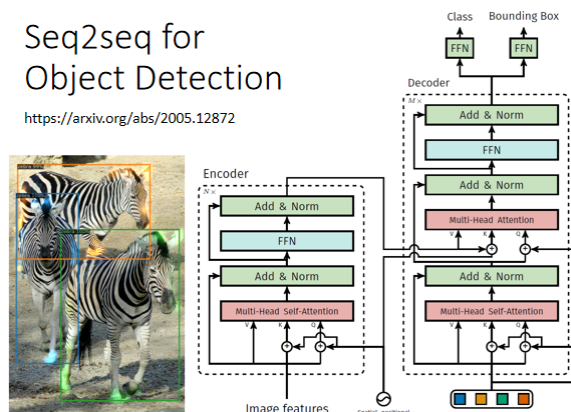 Seq2seq for
Object Detection
https://arxiv.org/abs/2005.12872
Encoder
N×
Add & Norm
FFN
Add & Norm
Multi-Head Self-Attention
V
K
Q
Image features
Spatial positional
Class
Bounding Box
FFN
FFN
Decoder
M×
Add & Norm
FFN
Add & Norm
Multi-Head Attention
V
K
Q
Add & Norm
Multi-Head Self-Attention
V
K
Q